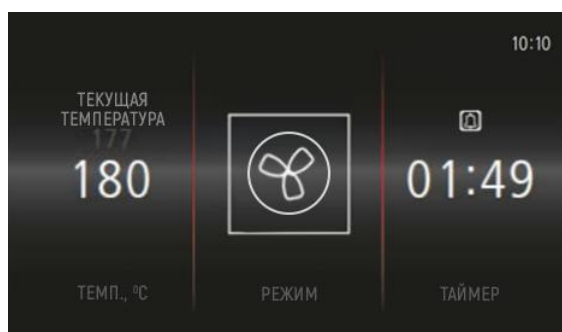 10:10
ТЕКУЩАЯ
ТЕМПЕРАТУРА
177
180
01:49
ТЕМП., °C
РЕЖИМ
ТАЙМЕР